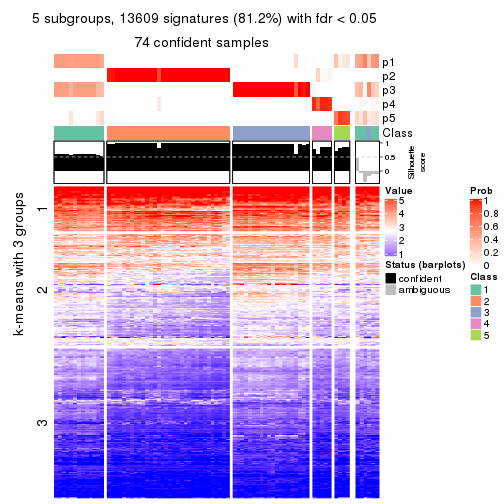 5 subgroups, 13609 signatures (81.2%) with fdr < 0.05
74 confident samples
p1
p2
p3
p4
p5
Class
1
0.5
0
Silhouette
score
k-means with 3 groups
1
2
3
Value
5
4
3
2
1
Status (barplots)
confident
ambiguous
Prob
1
0.8
0.6
0.4
0.2
0
Class
1
2
3
4
5